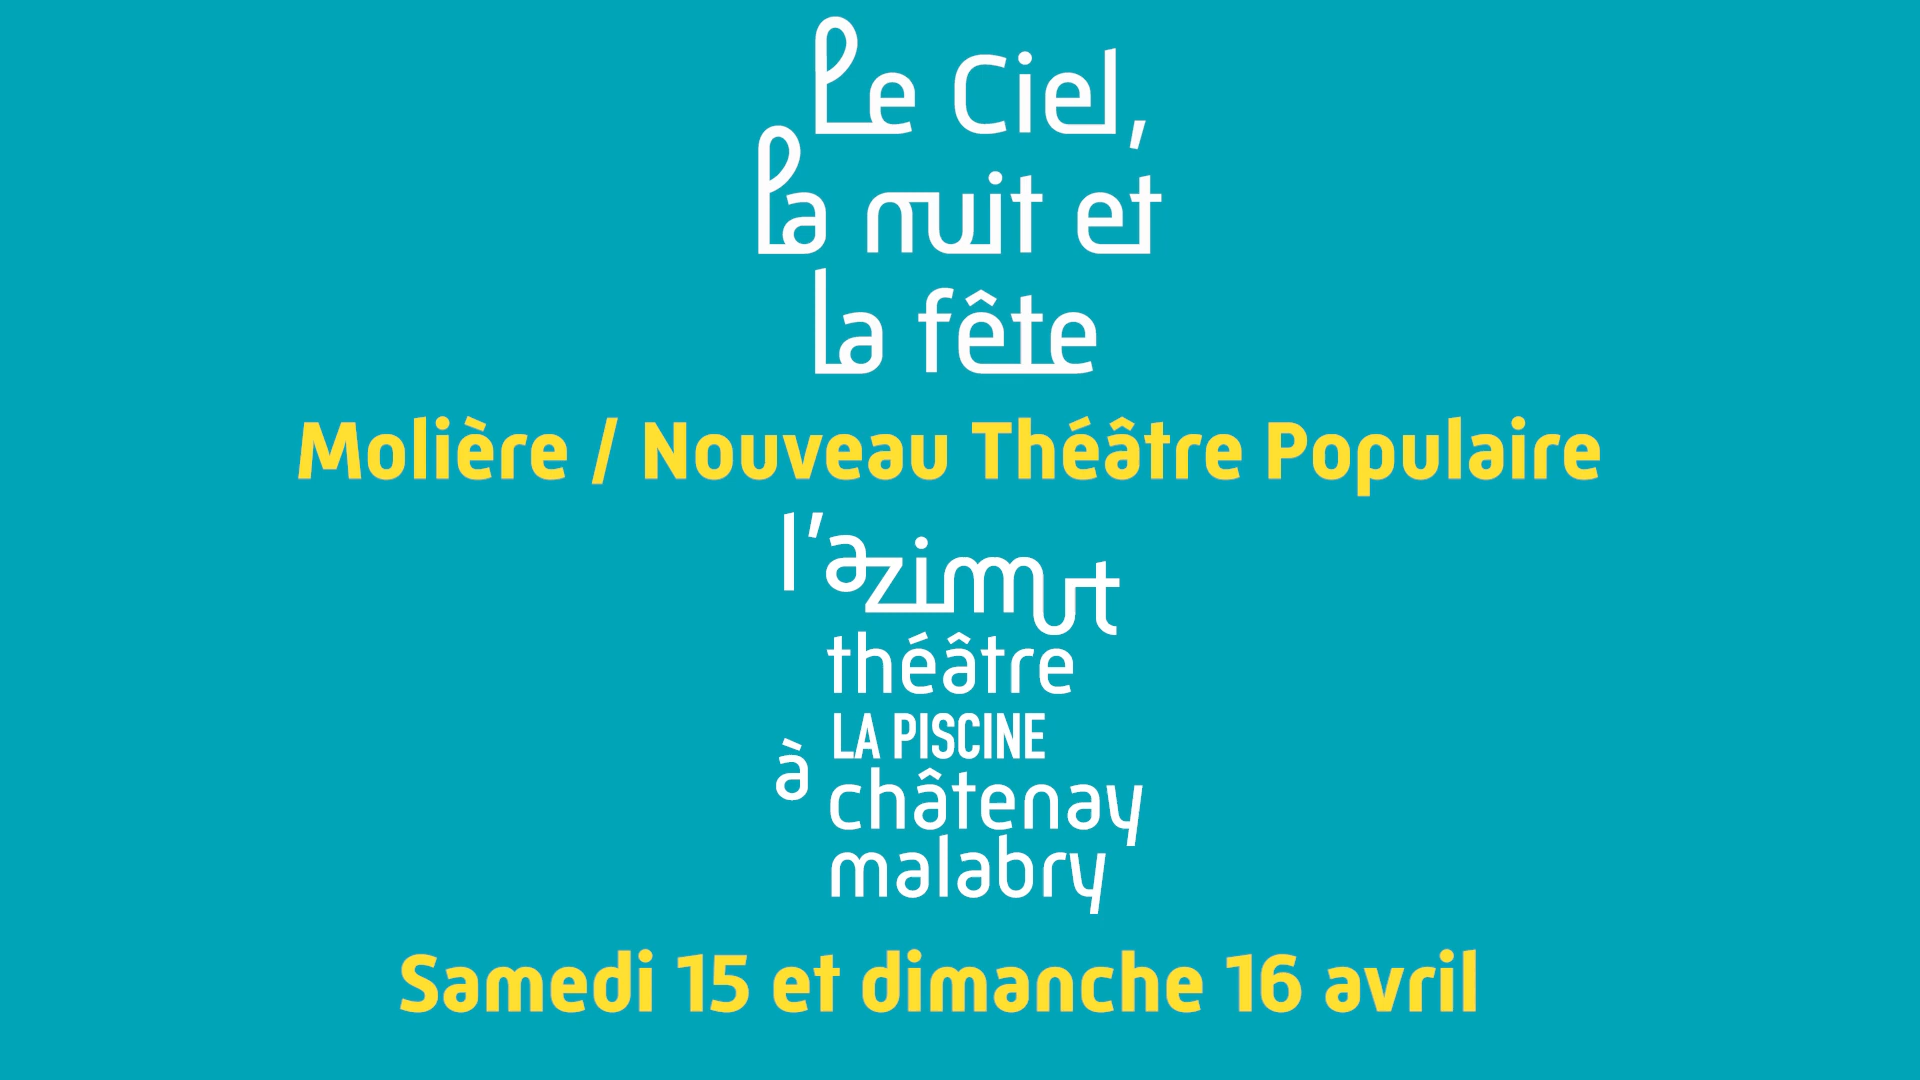 Le Ciel,
la nuit et
la fête
Molière / Nouveau Théâtre Populaire
l'azimut
théâtre
LA PISCINE
à châtenay
malabry
Samedi 15 et dimanche 16 avril